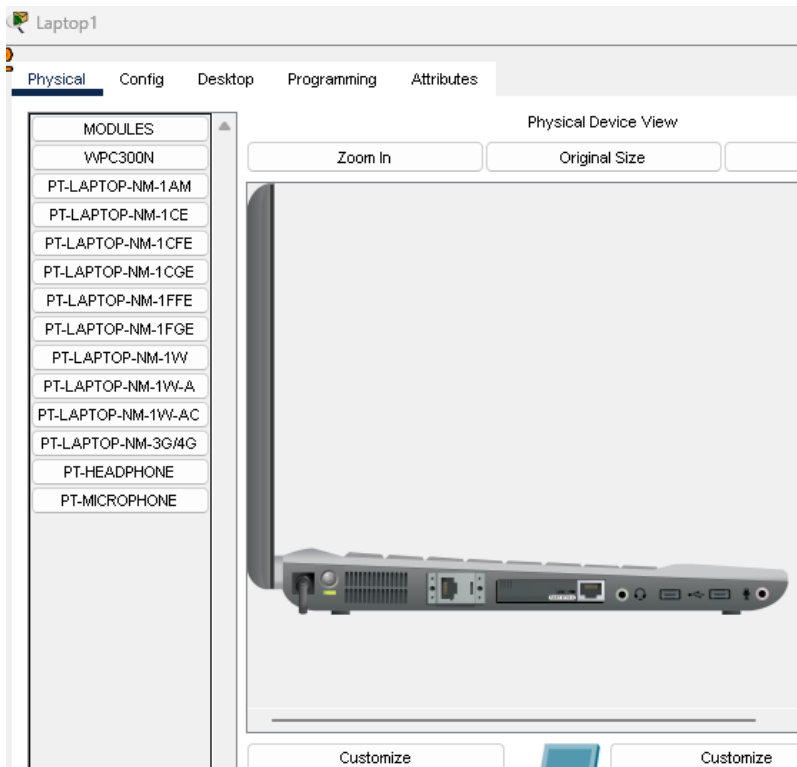 Laptop1
Physical Config Desktop Programming Attributes
MODULES
WPC300N
PT-LAPTOP-NM-1AM
PT-LAPTOP-NM-1CE
PT-LAPTOP-NM-1CFE
PT-LAPTOP-NM-1CGE
PT-LAPTOP-NM-1FFE
PT-LAPTOP-NM-1FGE
PT-LAPTOP-NM-1W
PT-LAPTOP-NM-1W-A
PT-LAPTOP-NM-1W-AC
PT-LAPTOP-NM-3G/4G
PT-HEADPHONE
PT-MICROPHONE
Physical Device View
Zoom In Original Size
Customize Customize